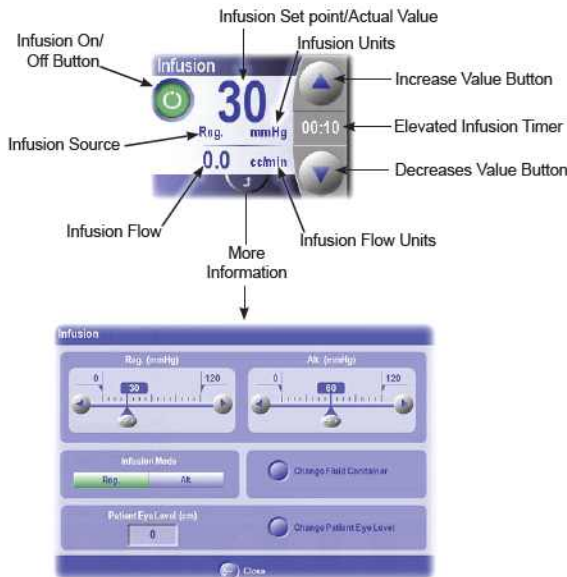 Infusion Set point/Actual Value
Infusion On/
Off Button
Infusion Units
Infusion
30
Reg. mmHg
0.0 cc/min
00:10
Increase Value Button
Elevated Infusion Timer
Decreases Value Button
Infusion Source
Infusion Flow
Infusion Flow Units
More
Information
Infusion
Reg. (mmHg)
0 30 120
Alt. (mmHg)
0 60 120
Infusion Mode
Reg. Alt.
Change Fluid Container
Patient Eye Level (cm)
0
Change Patient Eye Level
Close